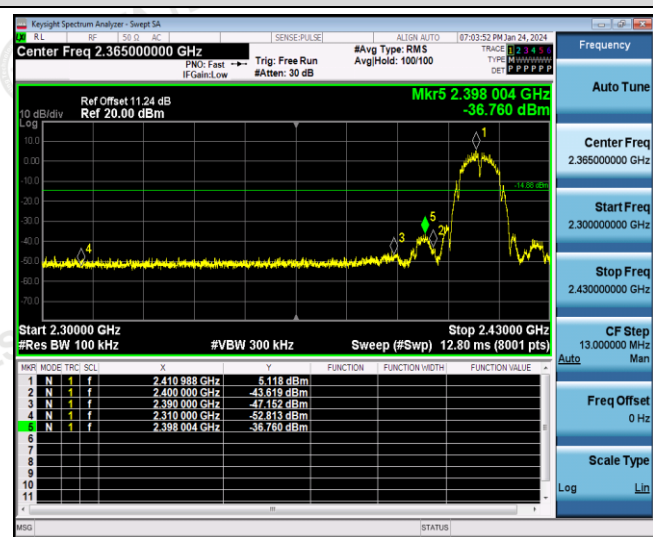 Keysight Spectrum Analyzer - Swept SA
LXI RL RF 50 Ω AC SENSE:PULSE ALIGN AUTO 07:03:52 PM Jan 24, 2024
Center Freq 2.365000000 GHz
PNO: Fast
IFGain:Low
Trig: Free Run
#Atten: 30 dB
#Avg Type: RMS
Avg|Hold: 100/100
TRACE 1 2 3 4 5 6
TYPE M W W W W W
DET P P P P P P
Ref Offset 11.24 dB
10 dB/div Ref 20.00 dBm
Log
Mkr5 2.398 004 GHz
-36.760 dBm
10.0
0.00
-10.0
-20.0
-30.0
-40.0
-50.0
-60.0
-70.0
-14.88 dBm
1
2
3
4
5
Start 2.30000 GHz Stop 2.43000 GHz
#Res BW 100 kHz #VBW 300 kHz Sweep (#Swp) 12.80 ms (8001 pts)
MKR MODE TRC SCL X Y FUNCTION FUNCTION WIDTH FUNCTION VALUE
1 N 1 f 2.410 988 GHz 5.118 dBm
2 N 1 f 2.400 000 GHz -43.619 dBm
3 N 1 f 2.390 000 GHz -47.152 dBm
4 N 1 f 2.310 000 GHz -52.813 dBm
5 N 1 f 2.398 004 GHz -36.760 dBm
6
7
8
9
10
11
MSG STATUS
Frequency
Auto Tune
Center Freq
2.365000000 GHz
Start Freq
2.300000000 GHz
Stop Freq
2.430000000 GHz
CF Step
13.000000 MHz
Auto Man
Freq Offset
0 Hz
Scale Type
Log Lin